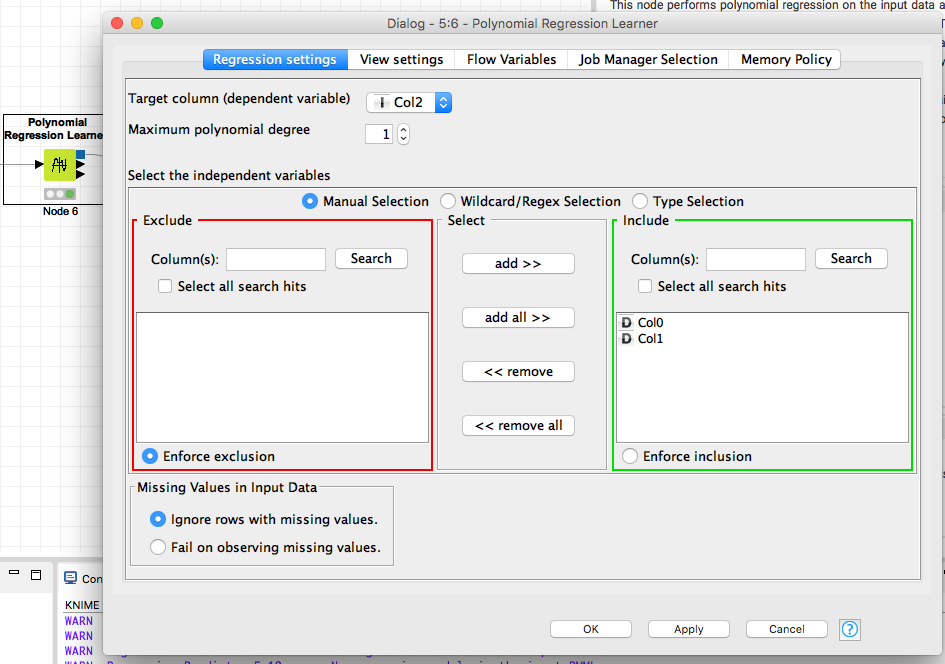 This node performs polynomial regression on the input data a
Dialog - 5:6 - Polynomial Regression Learner
Regression settings View settings Flow Variables Job Manager Selection Memory Policy
Target column (dependent variable) I Col2
Maximum polynomial degree 1
Polynomial
Regression Learne
Node 6
Select the independent variables
Manual Selection Wildcard/Regex Selection Type Selection
Exclude Select Include
Column(s): Search add >> Column(s): Search
Select all search hits Select all search hits
add all >>
D Col0
D Col1
<< remove
<< remove all
Enforce exclusion Enforce inclusion
Missing Values in Input Data
Ignore rows with missing values.
Fail on observing missing values.
Con
KNIME
WARN
WARN
WARN
OK Apply Cancel ?